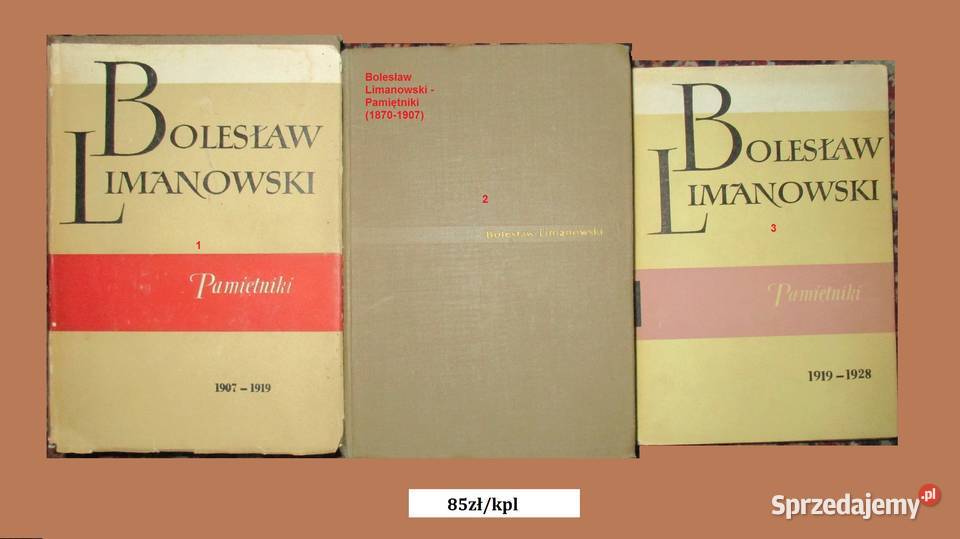 BOLESŁAW
LIMANOWSKI
1
Pamiętniki
1907 – 1919
Bolesław
Limanowski -
Pamiętniki
(1870-1907)
2
Bolesław Limanowski
BOLESŁAW
LIMANOWSKI
3
Pamiętniki
1919 – 1928
85zł/kpl
Sprzedajemy.pl